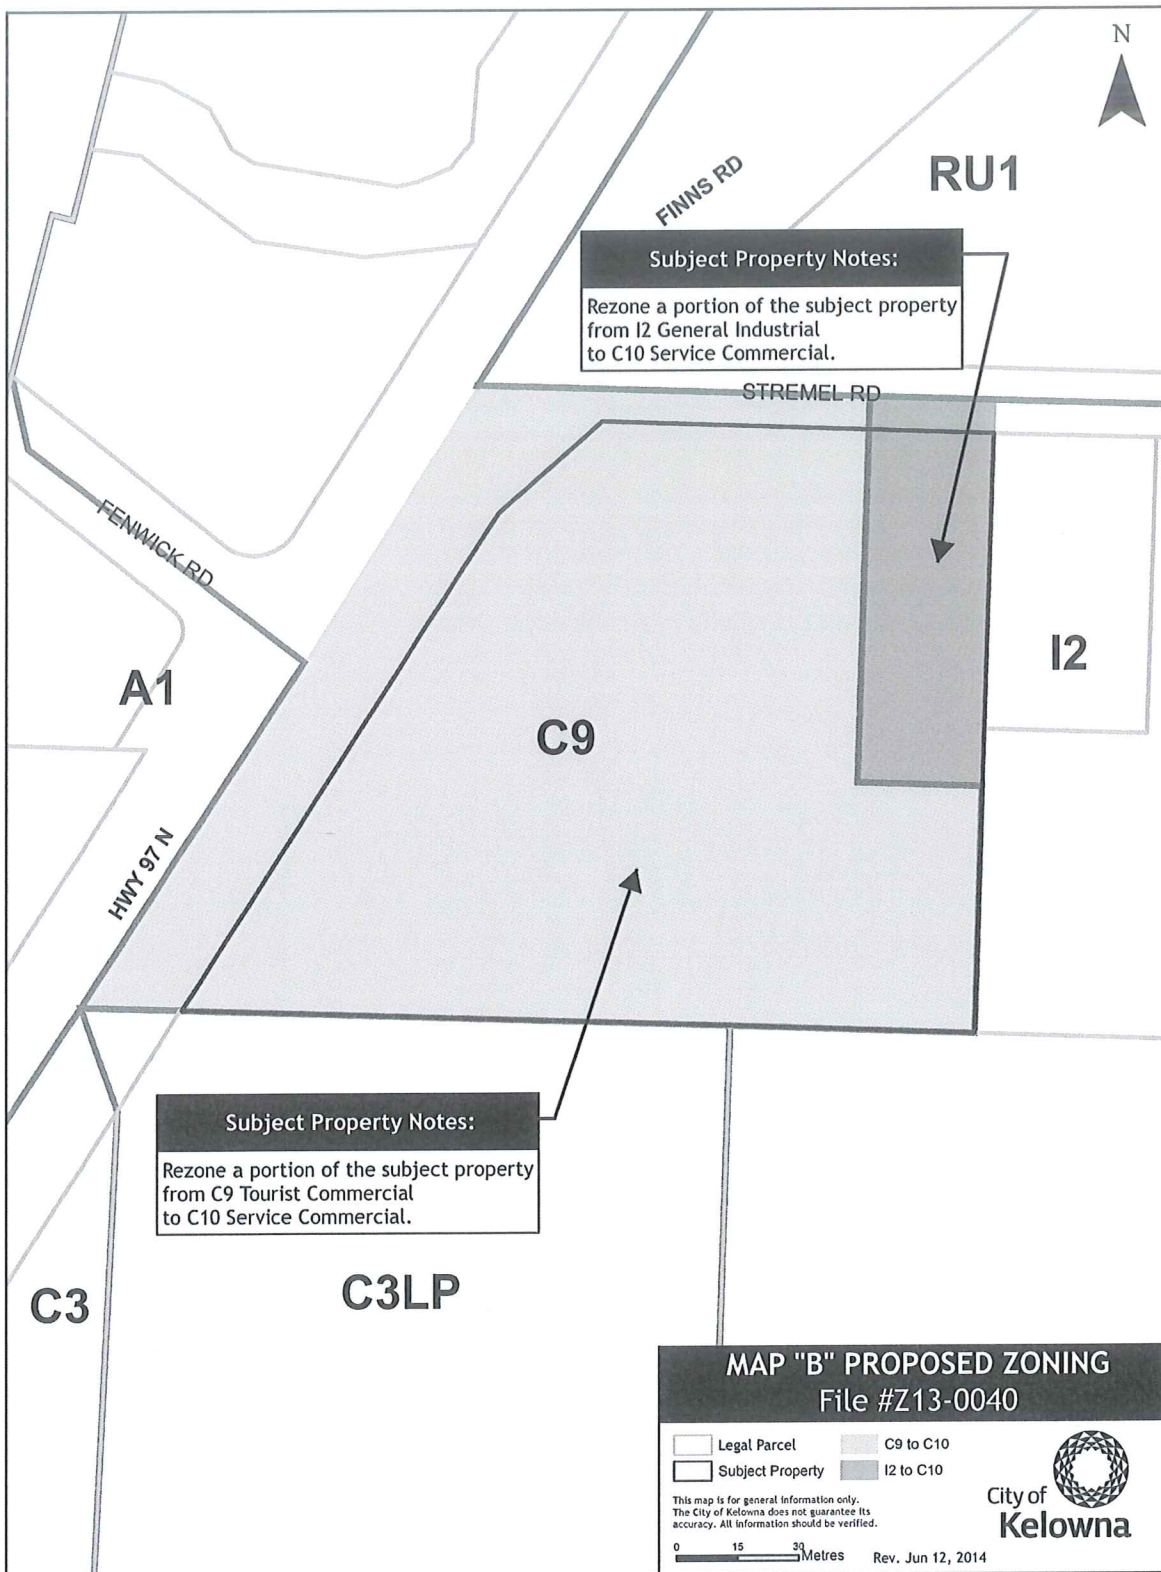 N
RU1
FINNS RD
Subject Property Notes:
Rezone a portion of the subject property
from I2 General Industrial
to C10 Service Commercial.
STREMEL RD
FENWICK RD
A1
I2
C9
HWY 97 N
Subject Property Notes:
Rezone a portion of the subject property
from C9 Tourist Commercial
to C10 Service Commercial.
C3
C3LP
MAP "B" PROPOSED ZONING
File #Z13-0040
Legal Parcel
C9 to C10
Subject Property
I2 to C10
This map is for general information only.
The City of Kelowna does not guarantee its
accuracy. All information should be verified.
City of
Kelowna
0 15 30 Metres
Rev. Jun 12, 2014